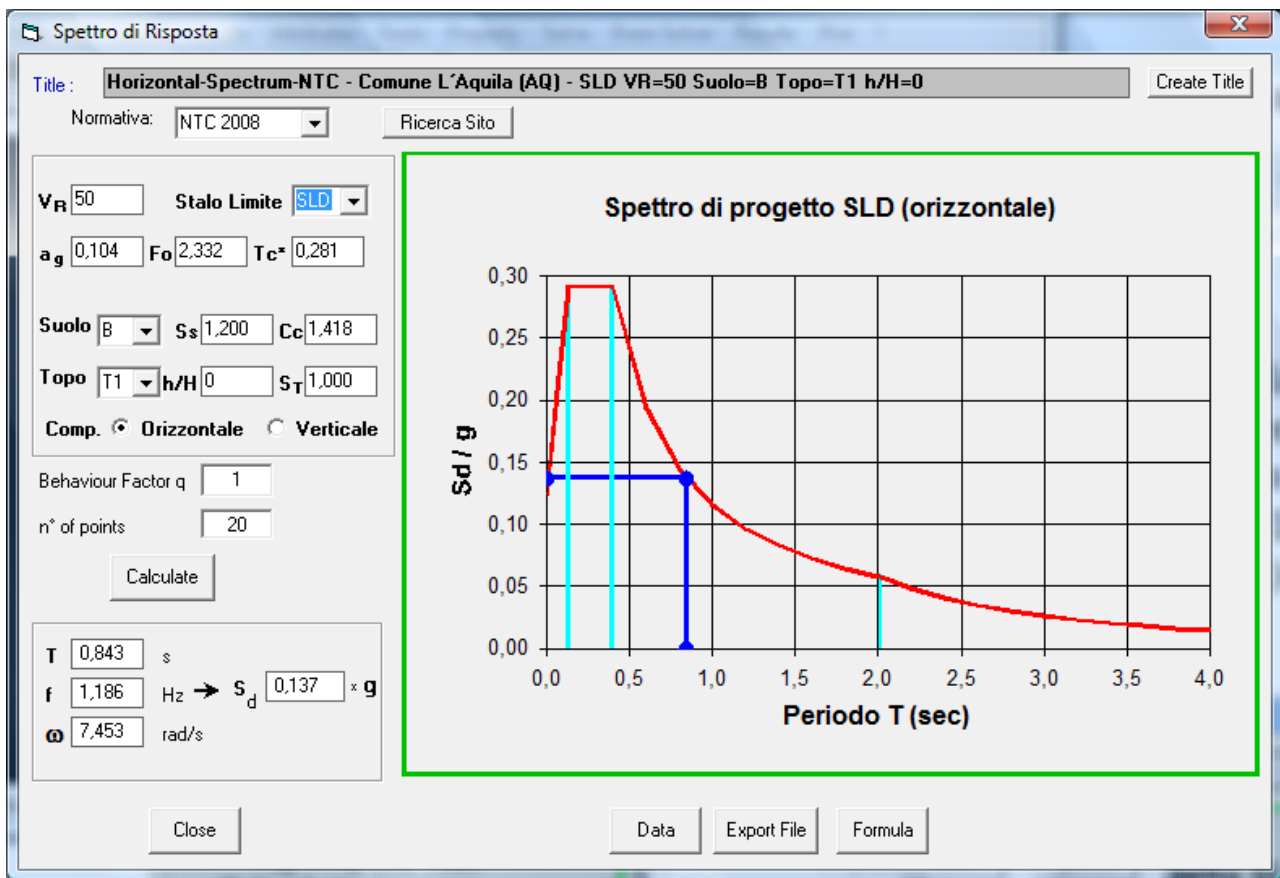 Spettro di Risposta
Title : Horizontal-Spectrum-NTC - Comune L´Aquila (AQ) - SLD VR=50 Suolo=B Topo=T1 h/H=0 Create Title
Normativa: NTC 2008 Ricerca Sito
VR 50 Stalo Limite SLD
ag 0,104 Fo 2,332 Tc* 0,281
Suolo B Ss 1,200 Cc 1,418
Topo T1 h/H 0 ST 1,000
Comp. Orizzontale Verticale
Behaviour Factor q 1
n° of points 20
Calculate
T 0,843 s
f 1,186 Hz → Sd 0,137 × g
ω 7,453 rad/s
Spettro di progetto SLD (orizzontale)
Sd / g
0,30
0,25
0,20
0,15
0,10
0,05
0,00
0,0 0,5 1,0 1,5 2,0 2,5 3,0 3,5 4,0
Periodo T (sec)
Close Data Export File Formula